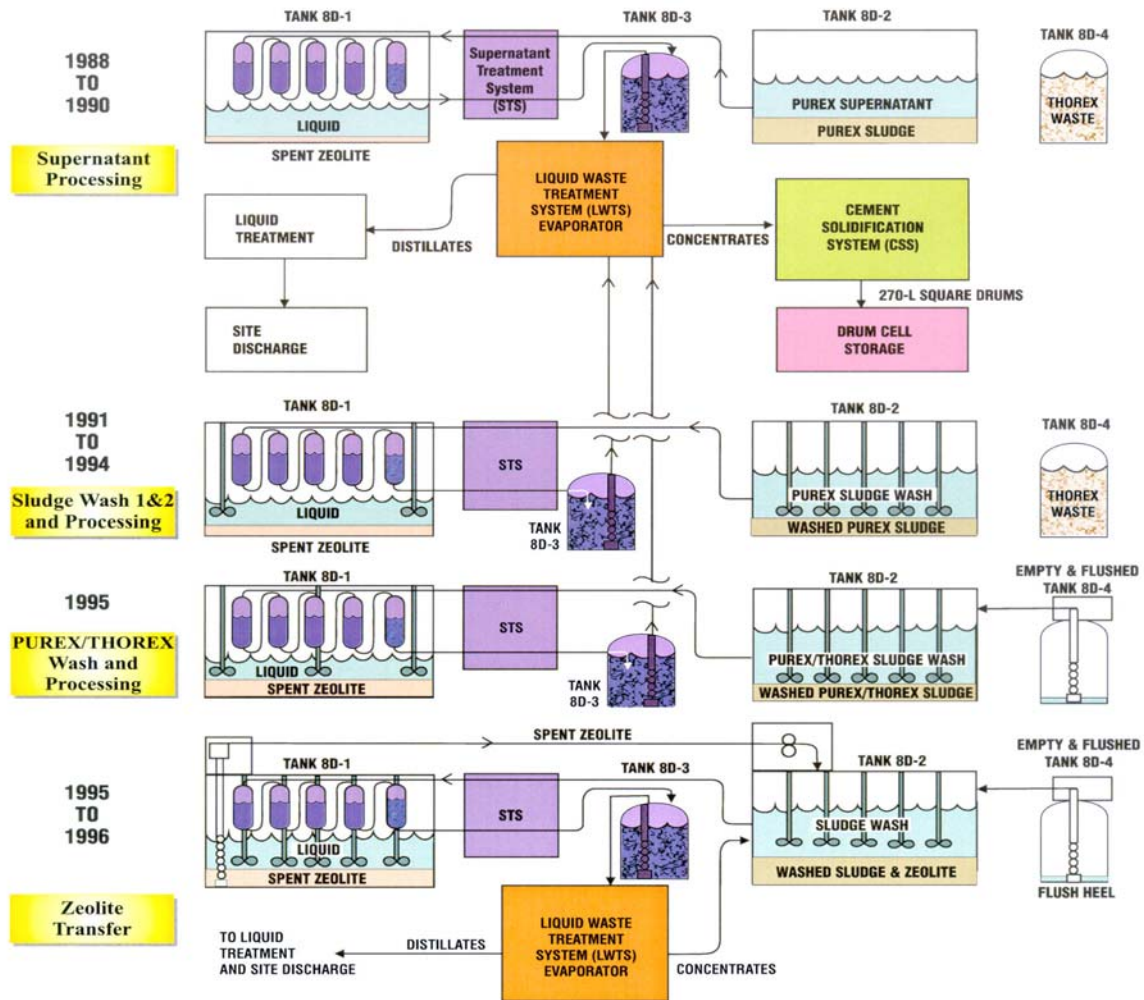 TANK 8D-1
TANK 8D-3
TANK 8D-2
TANK 8D-4
1988
TO
1990
Supernatant
Treatment
System
(STS)
LIQUID
SPENT ZEOLITE
PUREX SUPERNATANT
PUREX SLUDGE
THOREX
WASTE
Supernatant
Processing
LIQUID
TREATMENT
DISTILLATES
LIQUID WASTE
TREATMENT
SYSTEM (LWTS)
EVAPORATOR
CONCENTRATES
CEMENT
SOLIDIFICATION
SYSTEM (CSS)
270-L SQUARE DRUMS
SITE
DISCHARGE
DRUM CELL
STORAGE
1991
TO
1994
TANK 8D-1
TANK 8D-2
TANK 8D-4
STS
LIQUID
SPENT ZEOLITE
TANK
8D-3
PUREX SLUDGE WASH
WASHED PUREX SLUDGE
THOREX
WASTE
Sludge Wash 1&2
and Processing
1995
TANK 8D-1
TANK 8D-2
EMPTY & FLUSHED
TANK 8D-4
STS
LIQUID
SPENT ZEOLITE
TANK
8D-3
PUREX/THOREX SLUDGE WASH
WASHED PUREX/THOREX SLUDGE
PUREX/THOREX
Wash and
Processing
SPENT ZEOLITE
1995
TO
1996
TANK 8D-1
TANK 8D-3
TANK 8D-2
EMPTY & FLUSHED
TANK 8D-4
STS
LIQUID
SPENT ZEOLITE
SLUDGE WASH
WASHED SLUDGE & ZEOLITE
FLUSH HEEL
Zeolite
Transfer
TO LIQUID
TREATMENT
AND SITE DISCHARGE
DISTILLATES
LIQUID WASTE
TREATMENT
SYSTEM (LWTS)
EVAPORATOR
CONCENTRATES